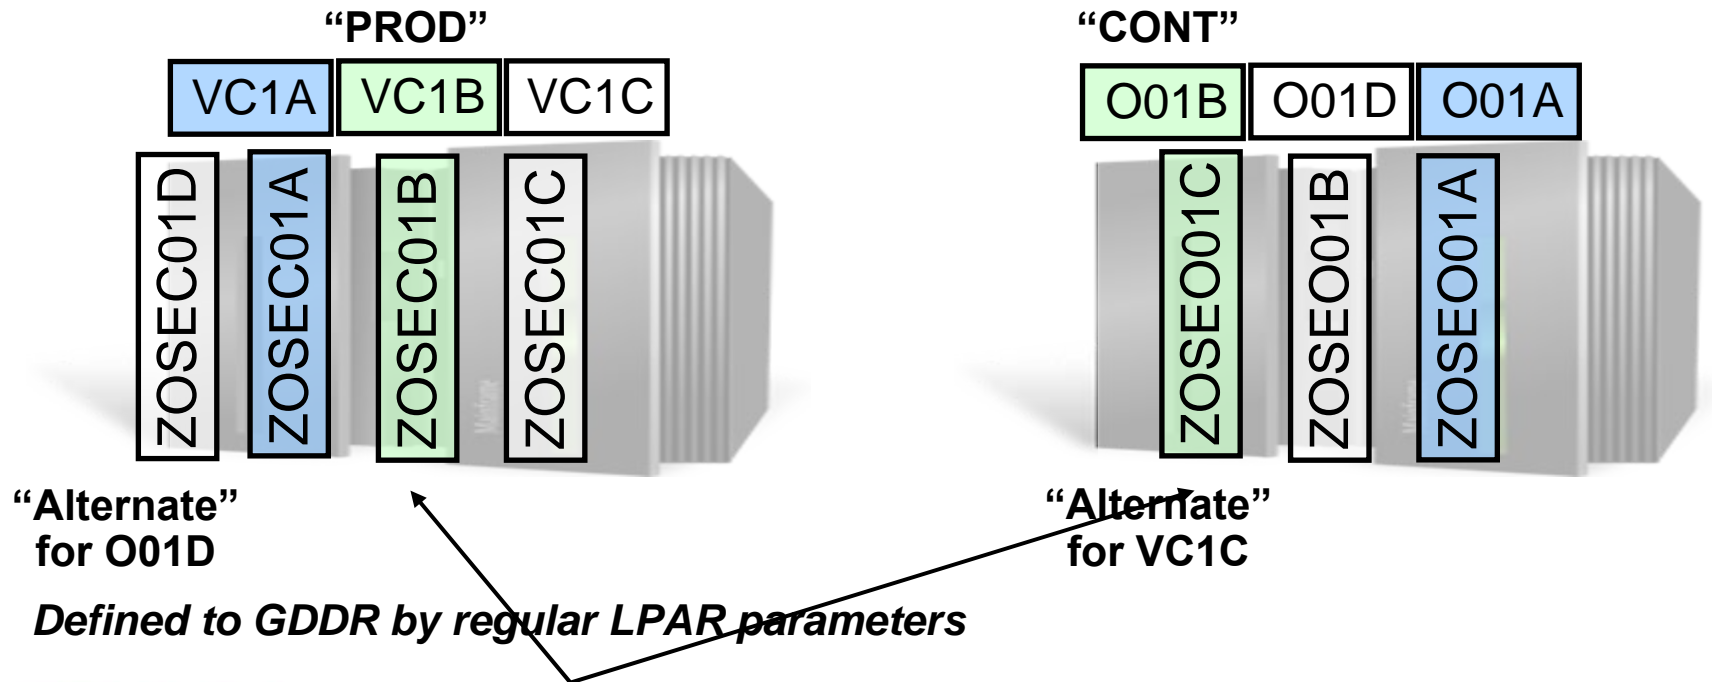 “PROD”
“CONT”
VC1A VC1B VC1C
O01B O01D O01A
ZOSEC01D
ZOSEC01A
ZOSEC01B
ZOSEC01C
ZOSEO01C
ZOSEO01B
ZOSEO01A
“Alternate”
for O01D
“Alternate”
for VC1C
Defined to GDDR by regular LPAR parameters